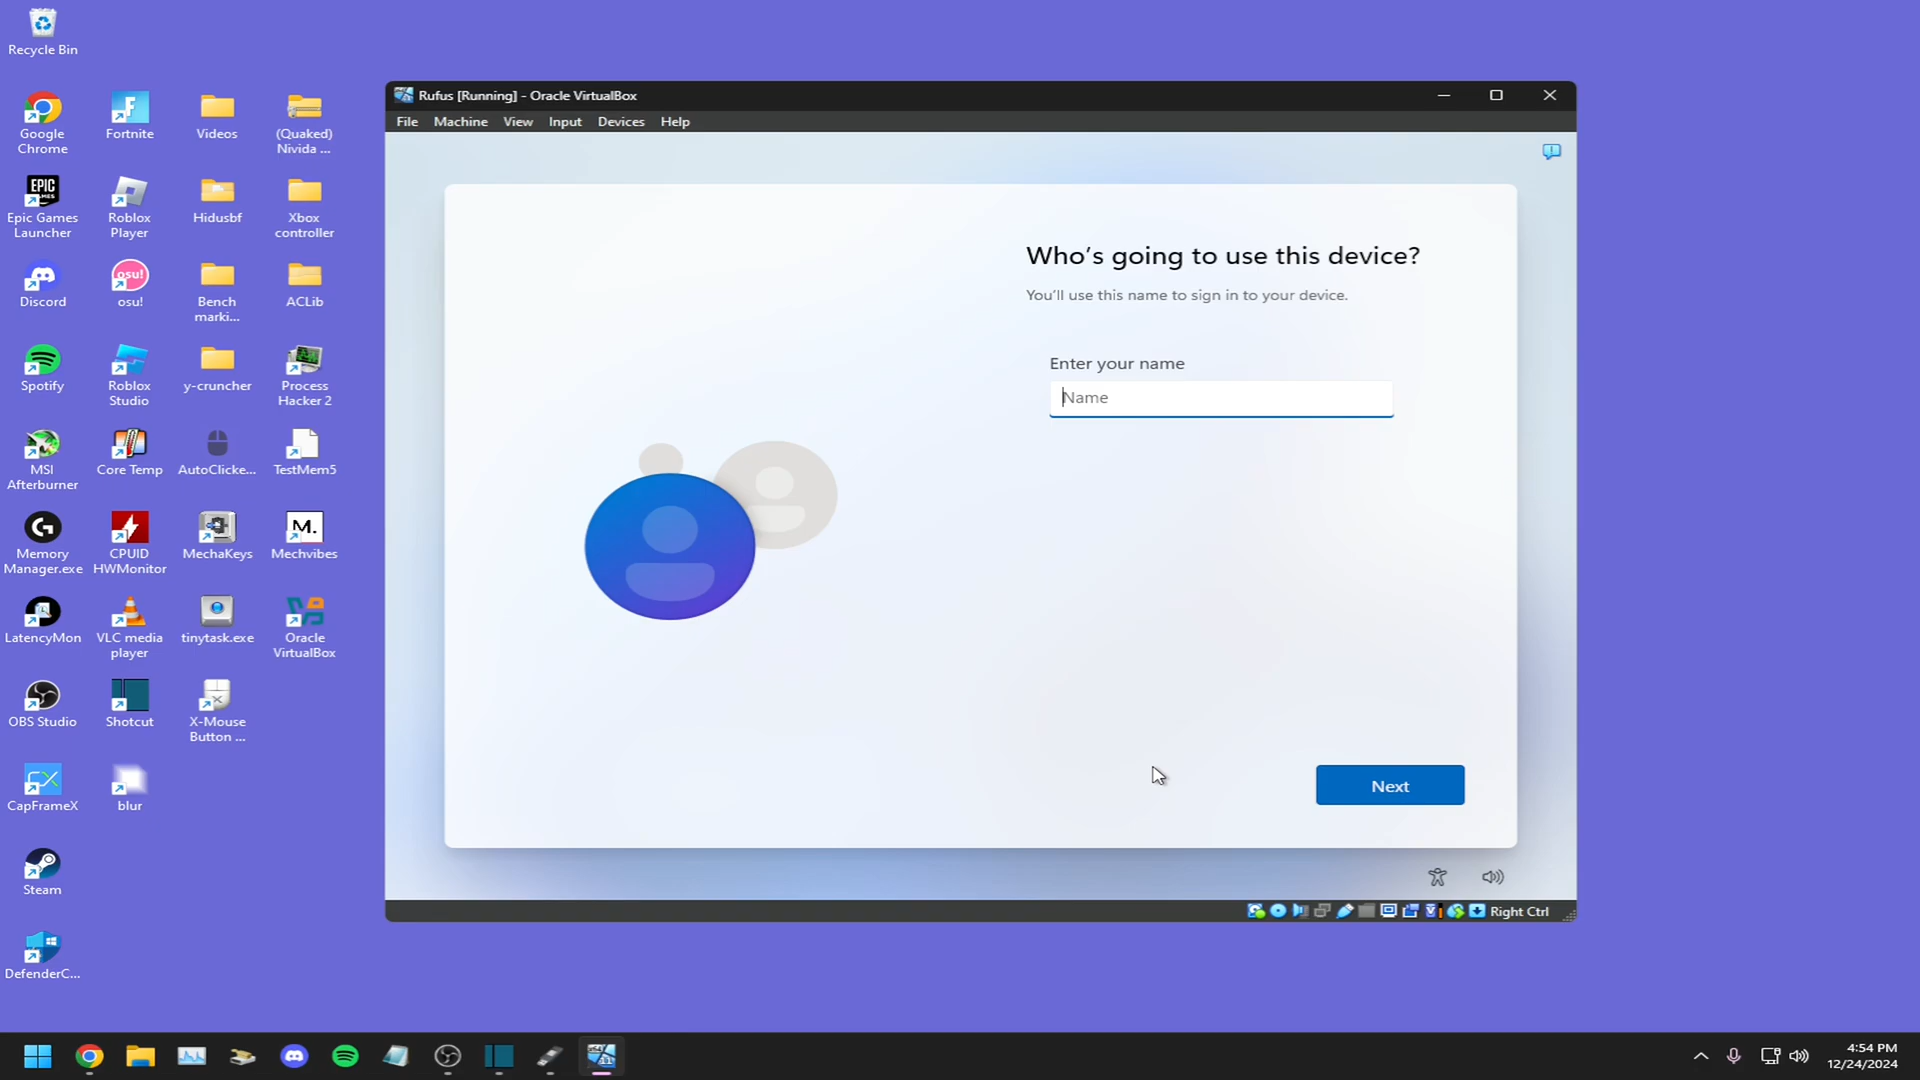 Recycle Bin
Google
Chrome
Fortnite
Videos
(Quaked)
Nivida ...
EPIC
GAMES
Epic Games
Launcher
Roblox
Player
Hidusbf
Xbox
controller
Discord
osu!
osu!
Bench
marki...
ACLib
Spotify
Roblox
Studio
y-cruncher
Process
Hacker 2
MSI
Afterburner
Core Temp
AutoClicke...
TestMem5
Memory
Manager.exe
CPUID
HWMonitor
MechaKeys
M.
Mechvibes
LatencyMon
VLC media
player
tinytask.exe
Oracle
VirtualBox
OBS Studio
Shotcut
X-Mouse
Button ...
CapFrameX
blur
Steam
DefenderC...
Rufus [Running] - Oracle VirtualBox
File Machine View Input Devices Help
Who's going to use this device?
You'll use this name to sign in to your device.
Enter your name
Name
Next
Right Ctrl
4:54 PM
12/24/2024